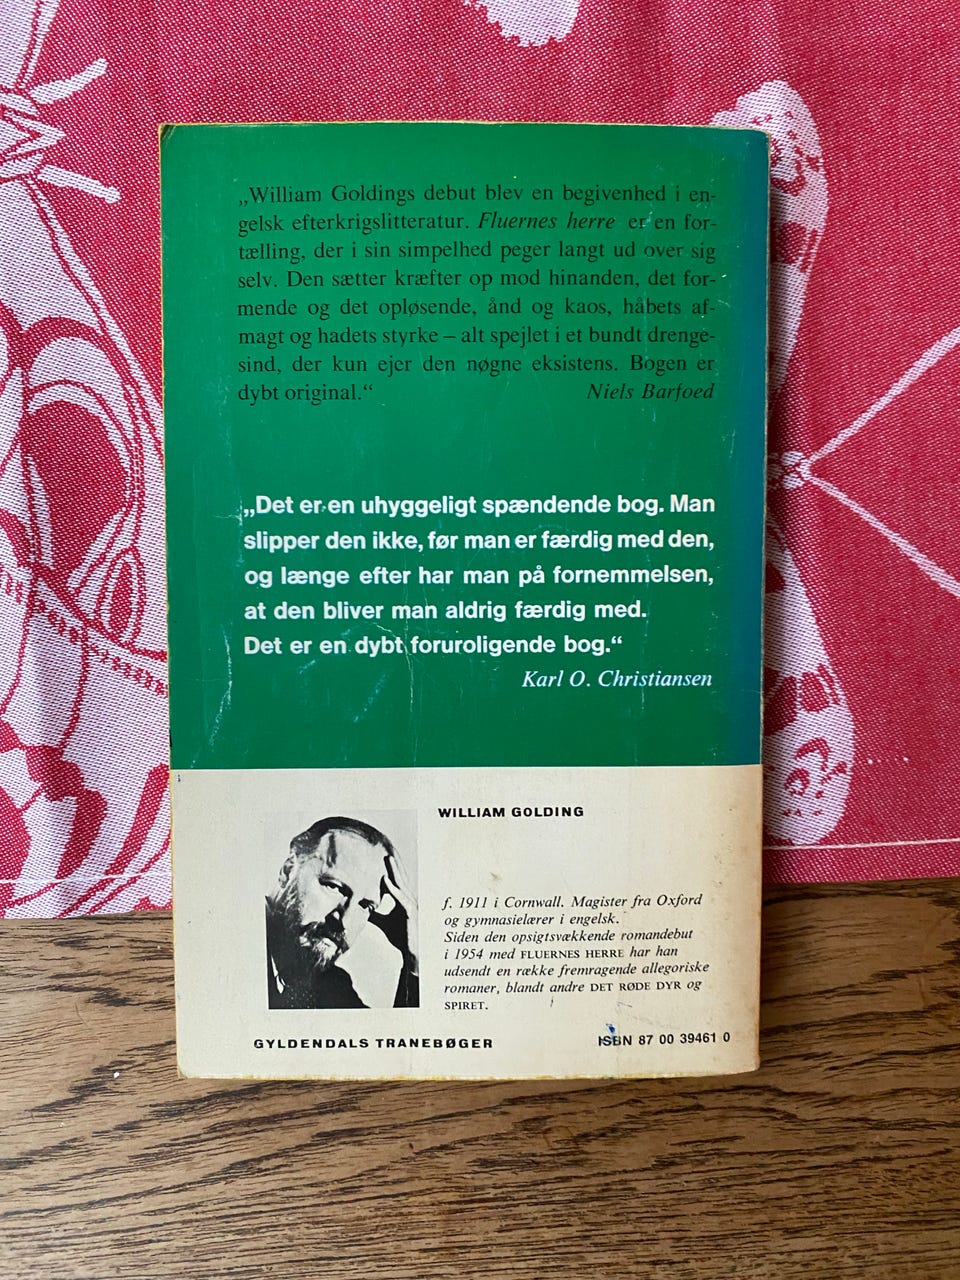 „William Goldings debut blev en begivenhed i en-
gelsk efterkrigslitteratur. Fluernes herre er en for-
tælling, der i sin simpelhed peger langt ud over sig
selv. Den sætter kræfter op mod hinanden, det for-
mende og det opløsende, ånd og kaos, håbets af-
magt og hadets styrke – alt spejlet i et bundt drenge-
sind, der kun ejer den nøgne eksistens. Bogen er
dybt original.“ Niels Barfoed
„Det er en uhyggeligt spændende bog. Man
slipper den ikke, før man er færdig med den,
og længe efter har man på fornemmelsen,
at den bliver man aldrig færdig med.
Det er en dybt foruroligende bog.“
Karl O. Christiansen
WILLIAM GOLDING
f. 1911 i Cornwall. Magister fra Oxford
og gymnasielærer i engelsk.
Siden den opsigtsvækkende romandebut
i 1954 med FLUERNES HERRE har han
udsendt en række fremragende allegoriske
romaner, blandt andre DET RØDE DYR og
SPIRET.
GYLDENDALS TRANEBØGER
ISBN 87 00 39461 0